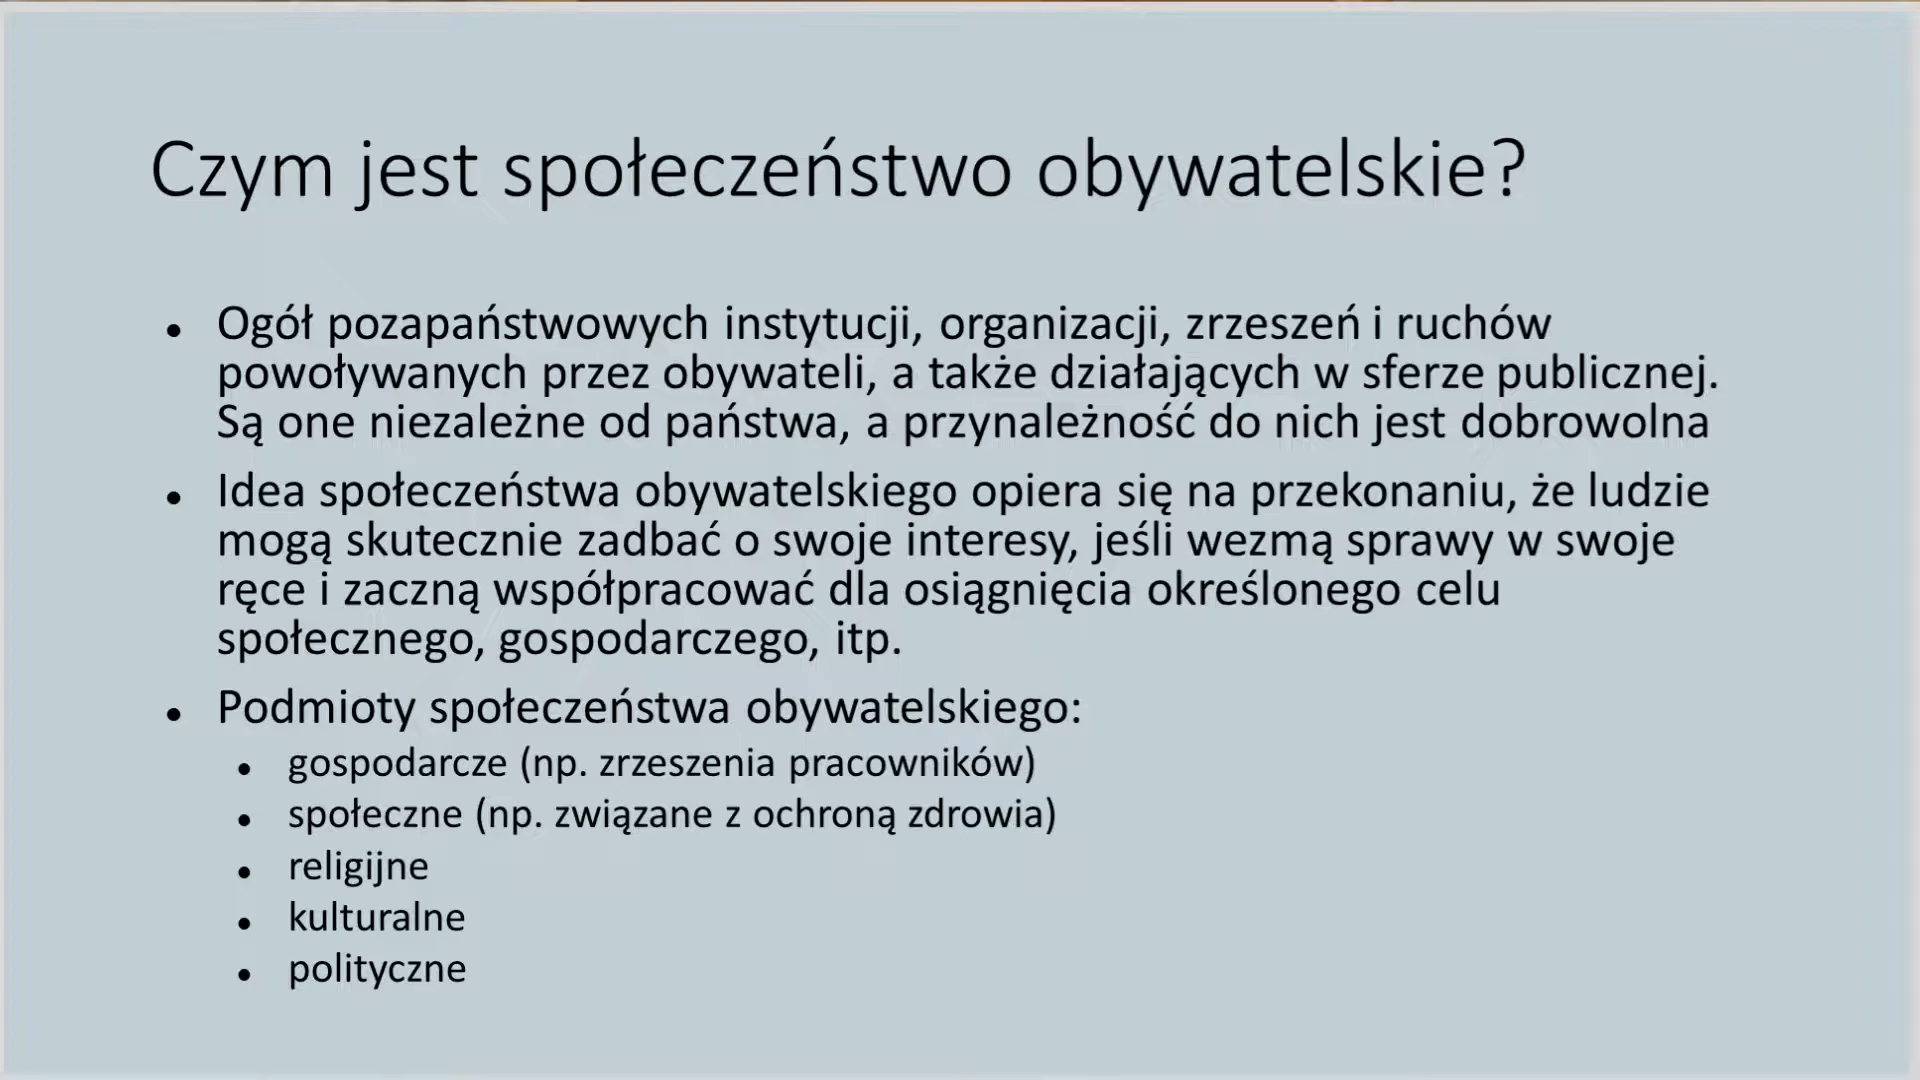 Czym jest społeczeństwo obywatelskie?
• Ogół pozapaństwowych instytucji, organizacji, zrzeszeń i ruchów
powoływanych przez obywateli, a także działających w sferze publicznej.
Są one niezależne od państwa, a przynależność do nich jest dobrowolna
• Idea społeczeństwa obywatelskiego opiera się na przekonaniu, że ludzie
mogą skutecznie zadbać o swoje interesy, jeśli wezmą sprawy w swoje
ręce i zaczną współpracować dla osiągnięcia określonego celu
społecznego, gospodarczego, itp.
• Podmioty społeczeństwa obywatelskiego:
• gospodarcze (np. zrzeszenia pracowników)
• społeczne (np. związane z ochroną zdrowia)
• religijne
• kulturalne
• polityczne